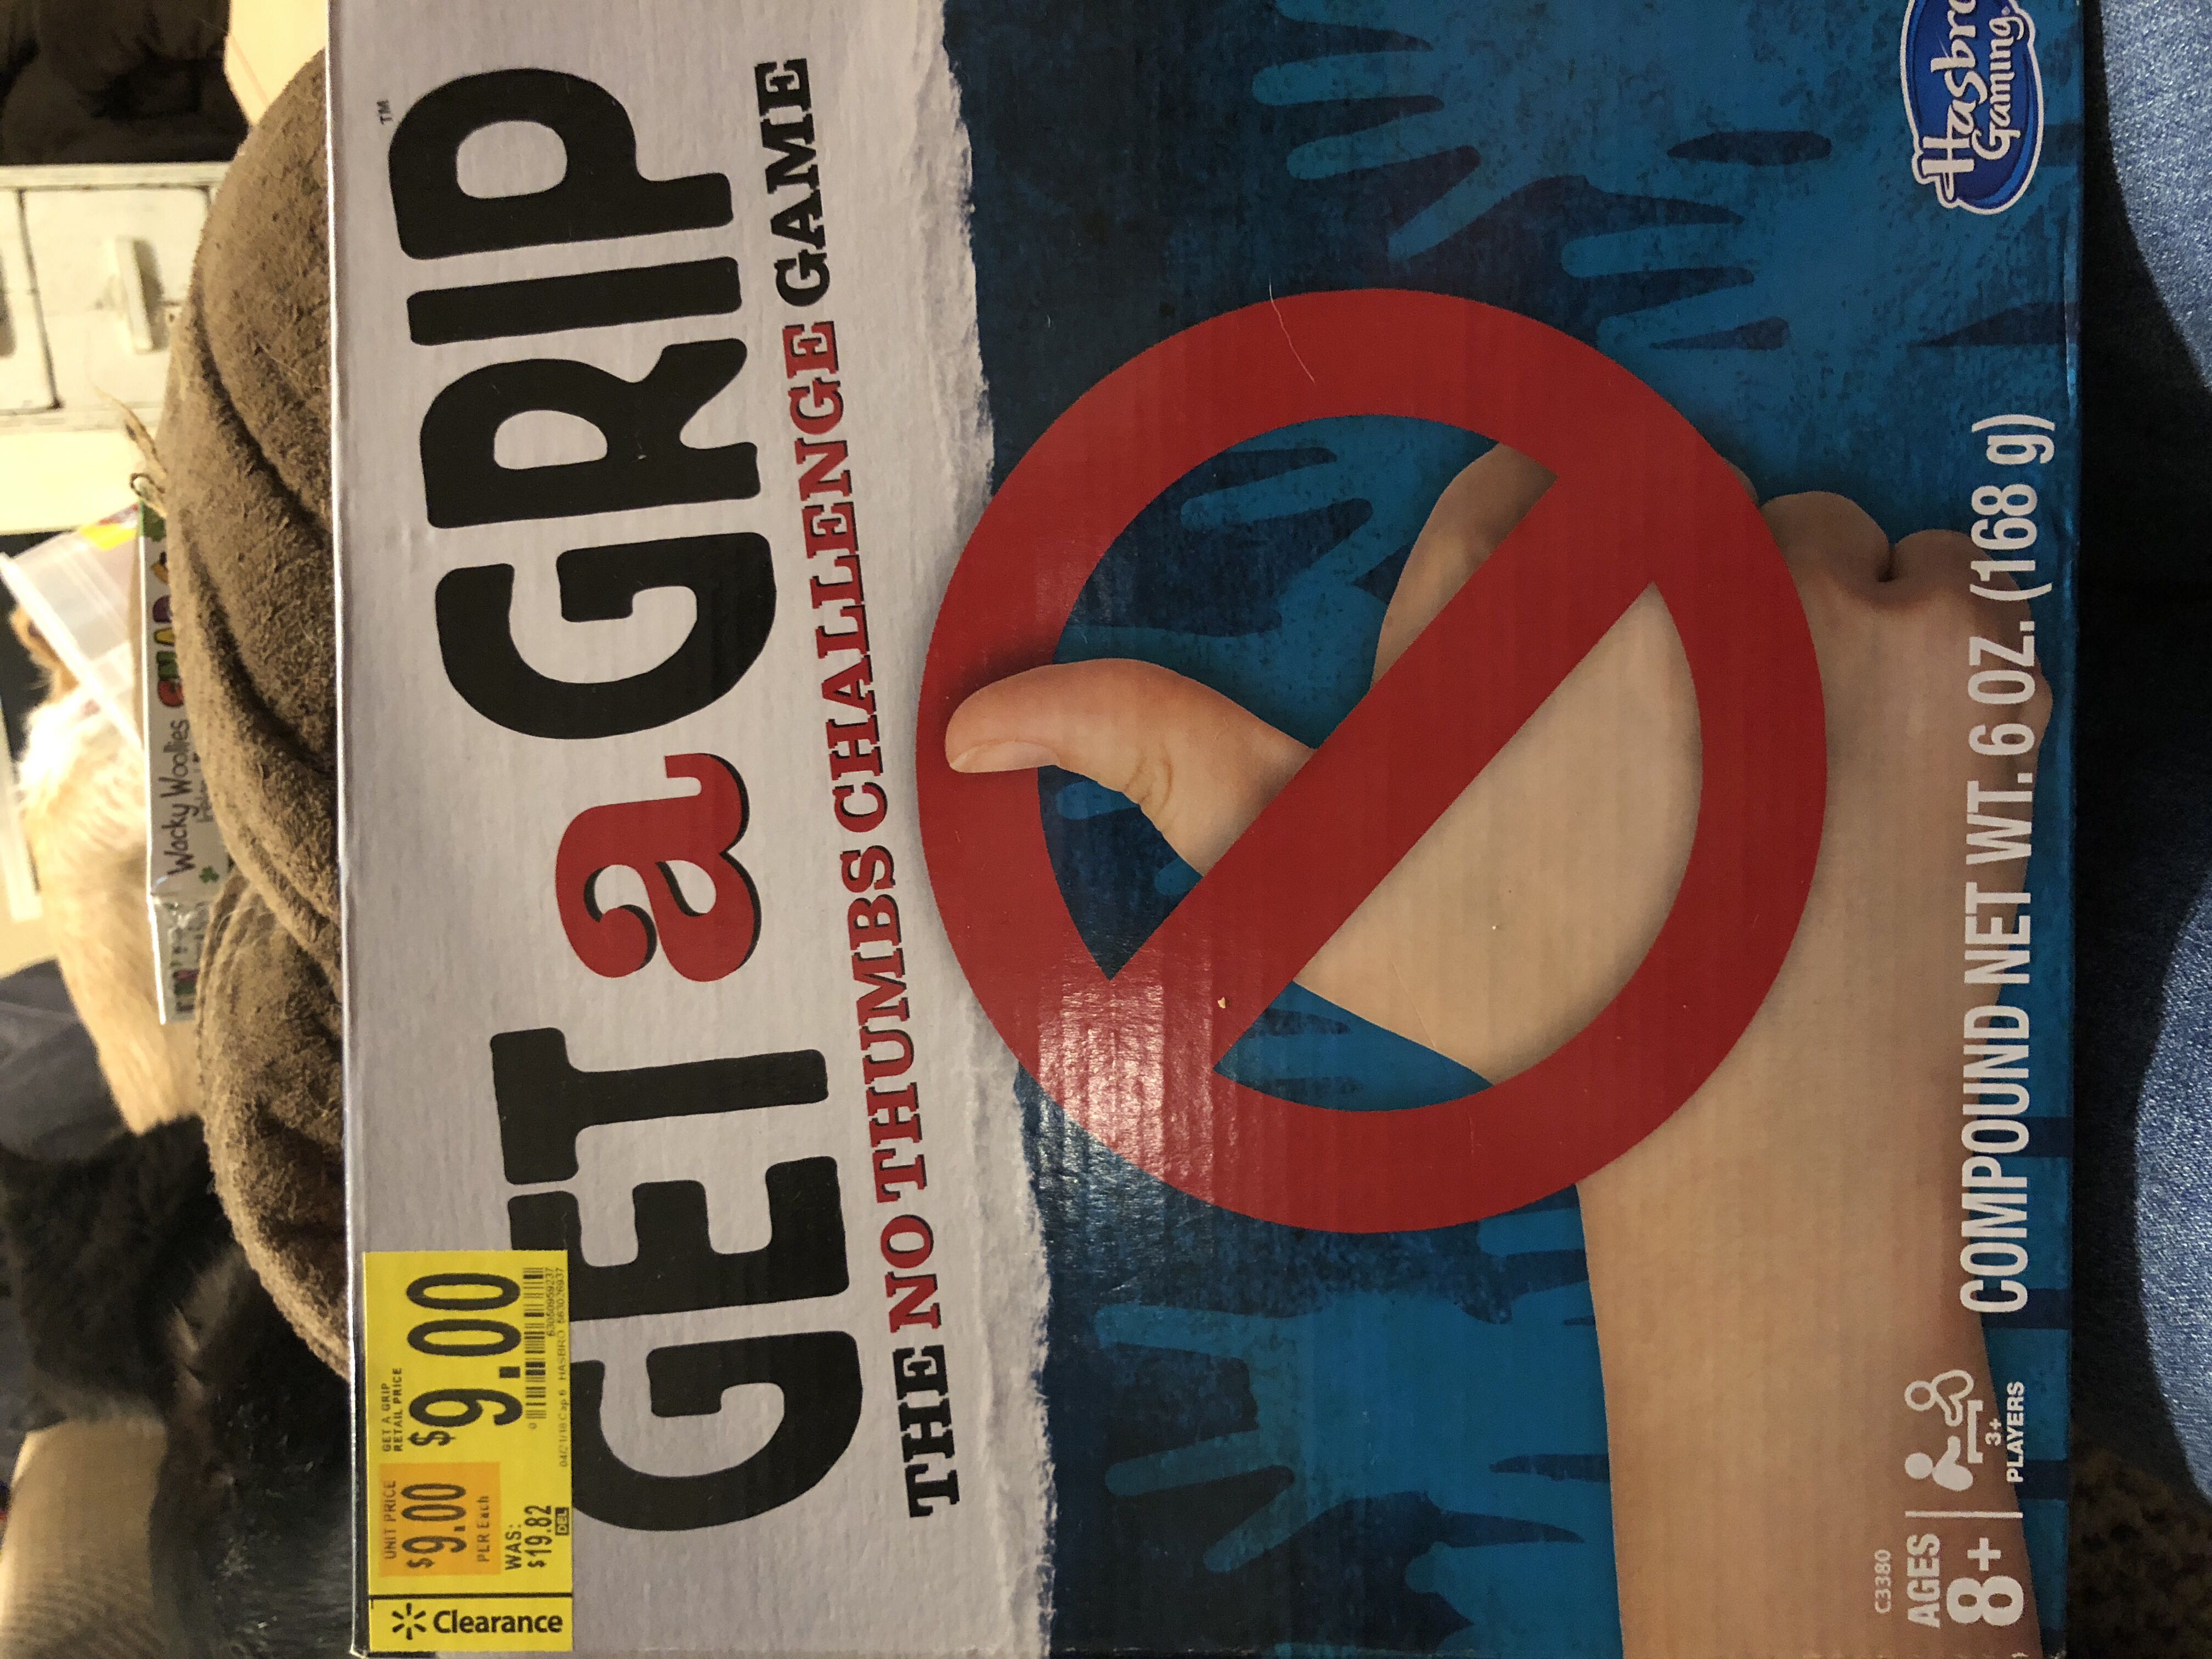 GET a GRIP
TM
THE NO THUMBS CHALLENGE GAME
Clearance
UNIT PRICE
$9.00
PER Each
WAS:
$19.82
DEL
GET A GRIP
RETAIL PRICE
$9.00
C3380
AGES
8+
3+
PLAYERS
COMPOUND NET WT. 6 OZ. (168 g)
Hasbro
Gaming
Wacky Woollies